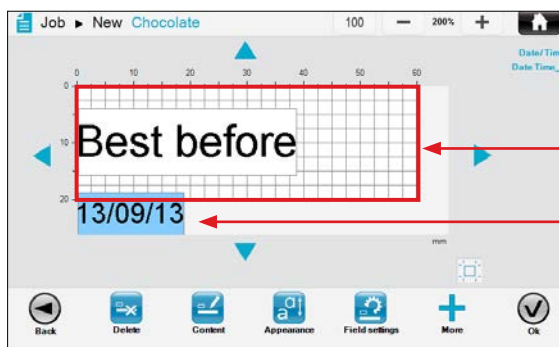 Job ► New Chocolate 100 — 200% +
Date/Tim
Date Time_
0 10 20 30 40 50 60
0
10
20
Best before
13/09/13
mm
Back Delete Content Appearance Field settings More Ok